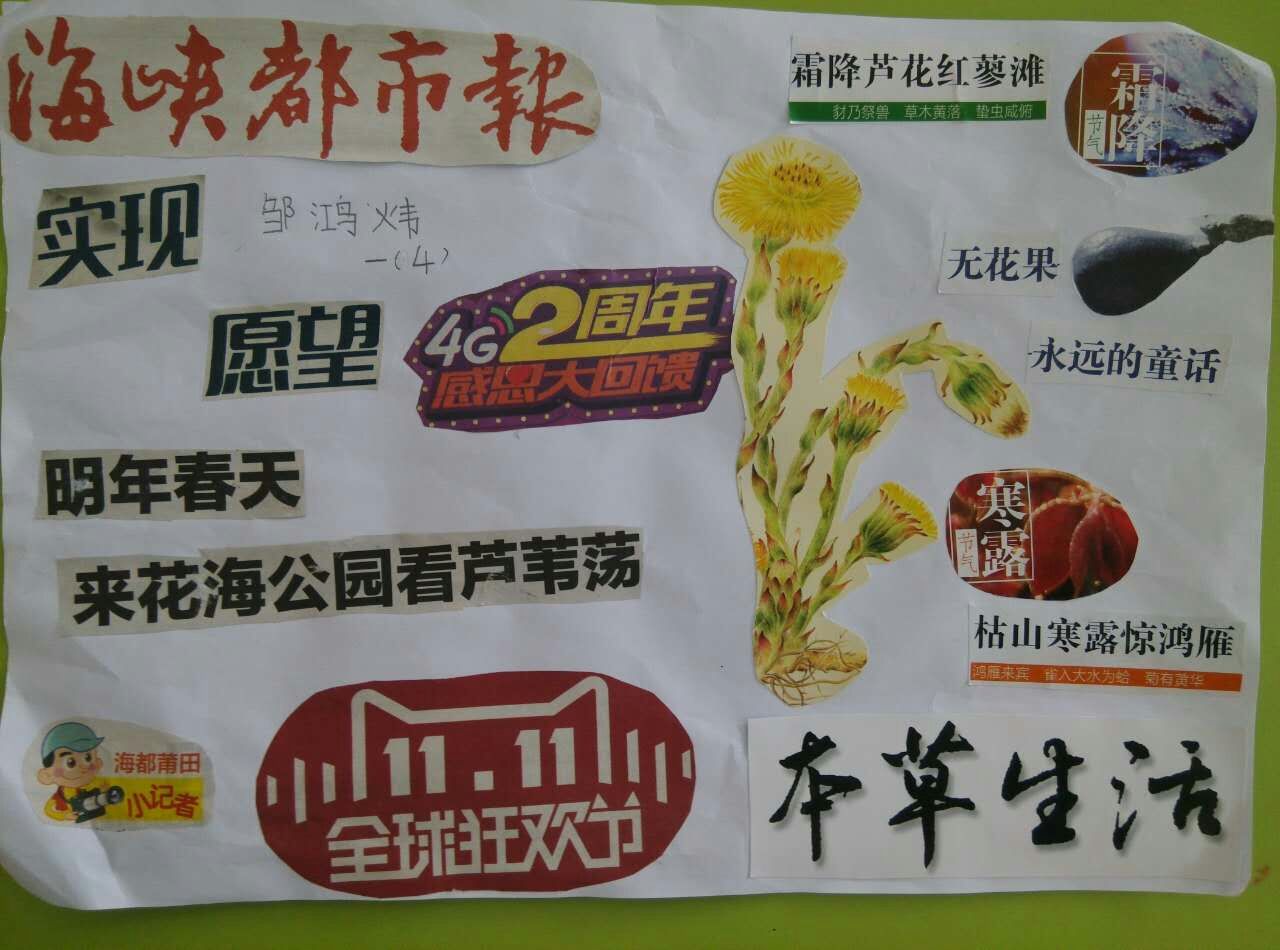 海峡都市報
霜降芦花红蓼滩
豺乃祭兽 草木黄落 蛰虫咸俯
霜降
节气
实现
邹鸿炜
一(4)
愿望
4G2周年
感恩大回馈
无花果
永远的童话
明年春天
来花海公园看芦苇荡
寒露
节气
枯山寒露惊鸿雁
鸿雁来宾 雀入大水为蛤 菊有黄华
海都莆田
小记者
11.11
全球狂欢节
本草生活